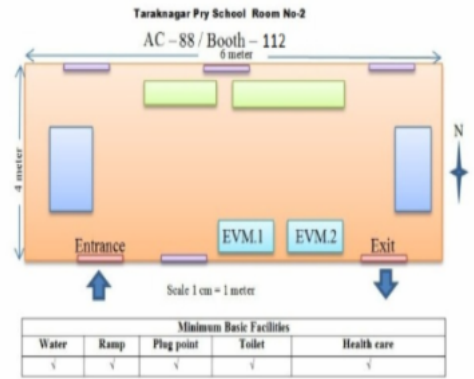 Taraknagar Pry School Room No-2
AC – 88 / Booth – 112
6 meter
4 meter
N
EVM.1 EVM.2
Entrance Exit
Scale 1 cm = 1 meter
Minimum Basic Facilities
Water Ramp Plug point Toilet Health care
√ √ √ √ √